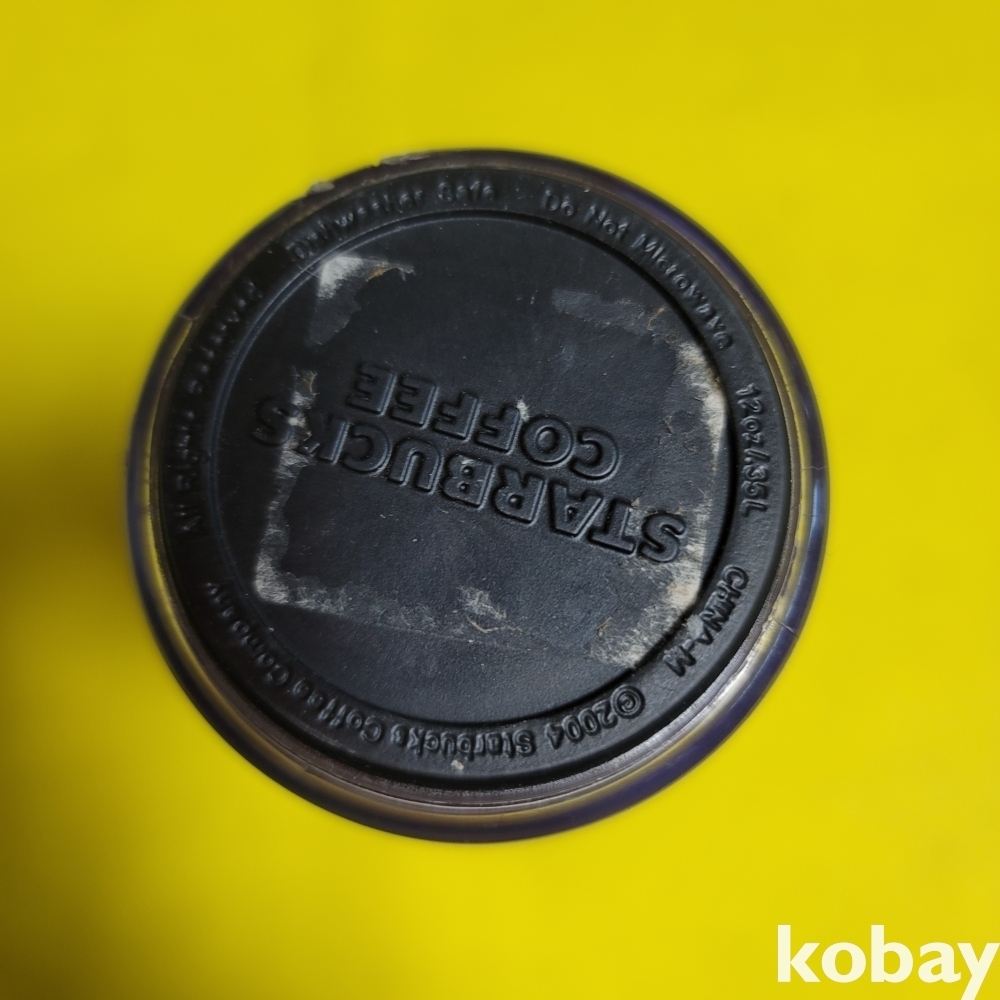 STARBUCKS
COFFEE
Dishwasher Safe
Do Not Microwave
12oz/.35L
CHINA-M
©2004 Starbucks Coffee Company
All Rights Reserved
kobay